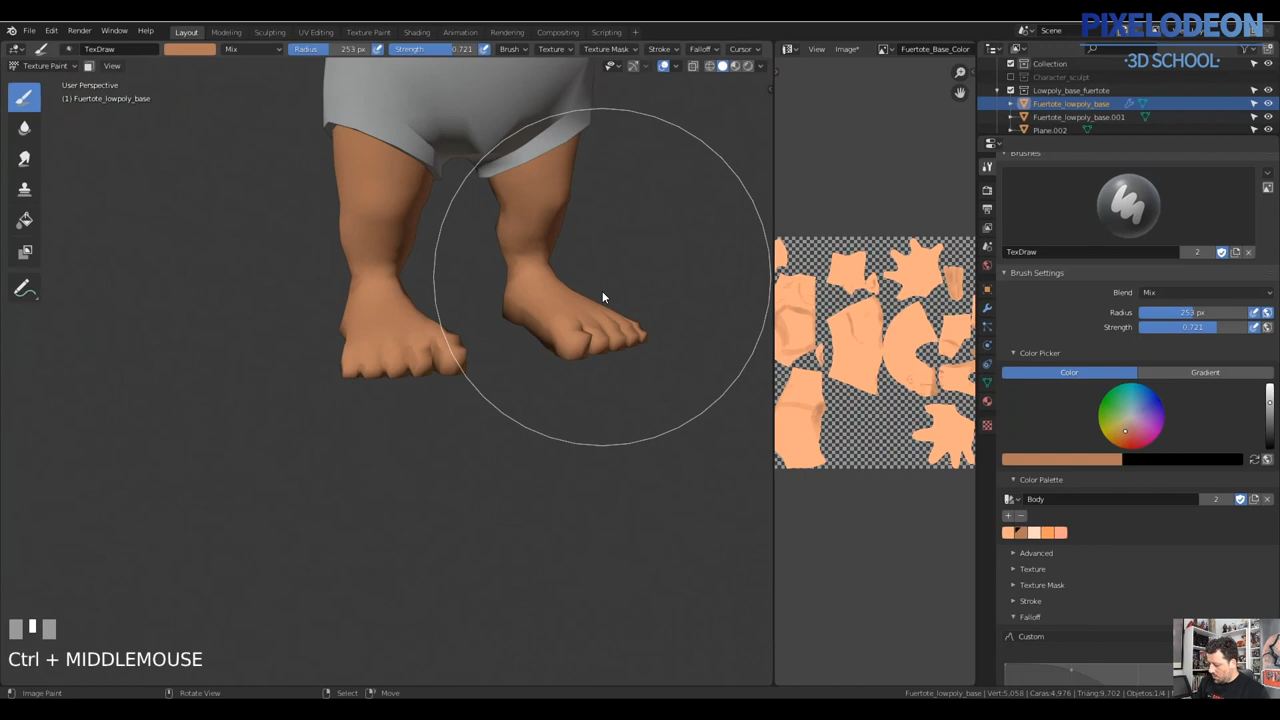 File Edit Render Window Help Layout Modeling Sculpting UV Editing Texture Paint Shading Animation Rendering Compositing Scripting + Scene
PIXELODEON
·3D SCHOOL·
TexDraw Mix Radius 253 px Strength 0.721 Brush Texture Texture Mask Stroke Falloff Cursor View Image* Fuertote_Base_Color
Texture Paint View
User Perspective
(1) Fuertote_lowpoly_base
Collection
Character_sculpt
Lowpoly_base_fuertote
Fuertote_lowpoly_base
Fuertote_lowpoly_base.001
Plane.002
Brushes
TexDraw 2
Brush Settings
Blend Mix
Radius 253 px
Strength 0.721
Color Picker
Color Gradient
Color Palette
Body 2
Advanced
Texture
Texture Mask
Stroke
Falloff
Custom
Ctrl + MIDDLEMOUSE
Image Paint Rotate View Select Move
Fuertote_lowpoly_base | Vert:5,058 | Caras:4,976 | Triang:9,702 | Objetos:1/4 |